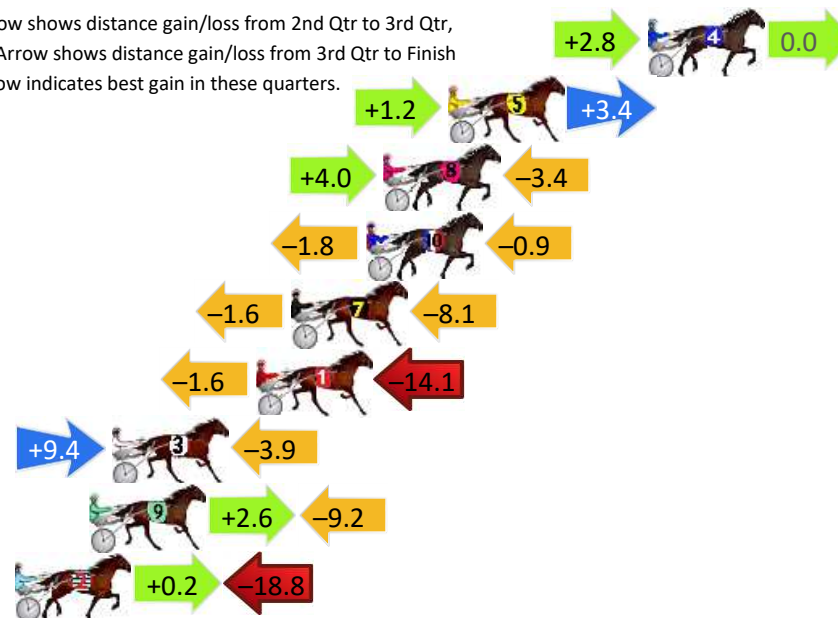 ow shows distance gain/loss from 2nd Qtr to 3rd Qtr,
Arrow shows distance gain/loss from 3rd Qtr to Finish
ow indicates best gain in these quarters.
+2.8 4 0.0
+1.2 5 +3.4
+4.0 8 –3.4
–1.8 10 –0.9
–1.6 7 –8.1
–1.6 1 –14.1
+9.4 3 –3.9
9 +2.6 –9.2
2 +0.2 –18.8